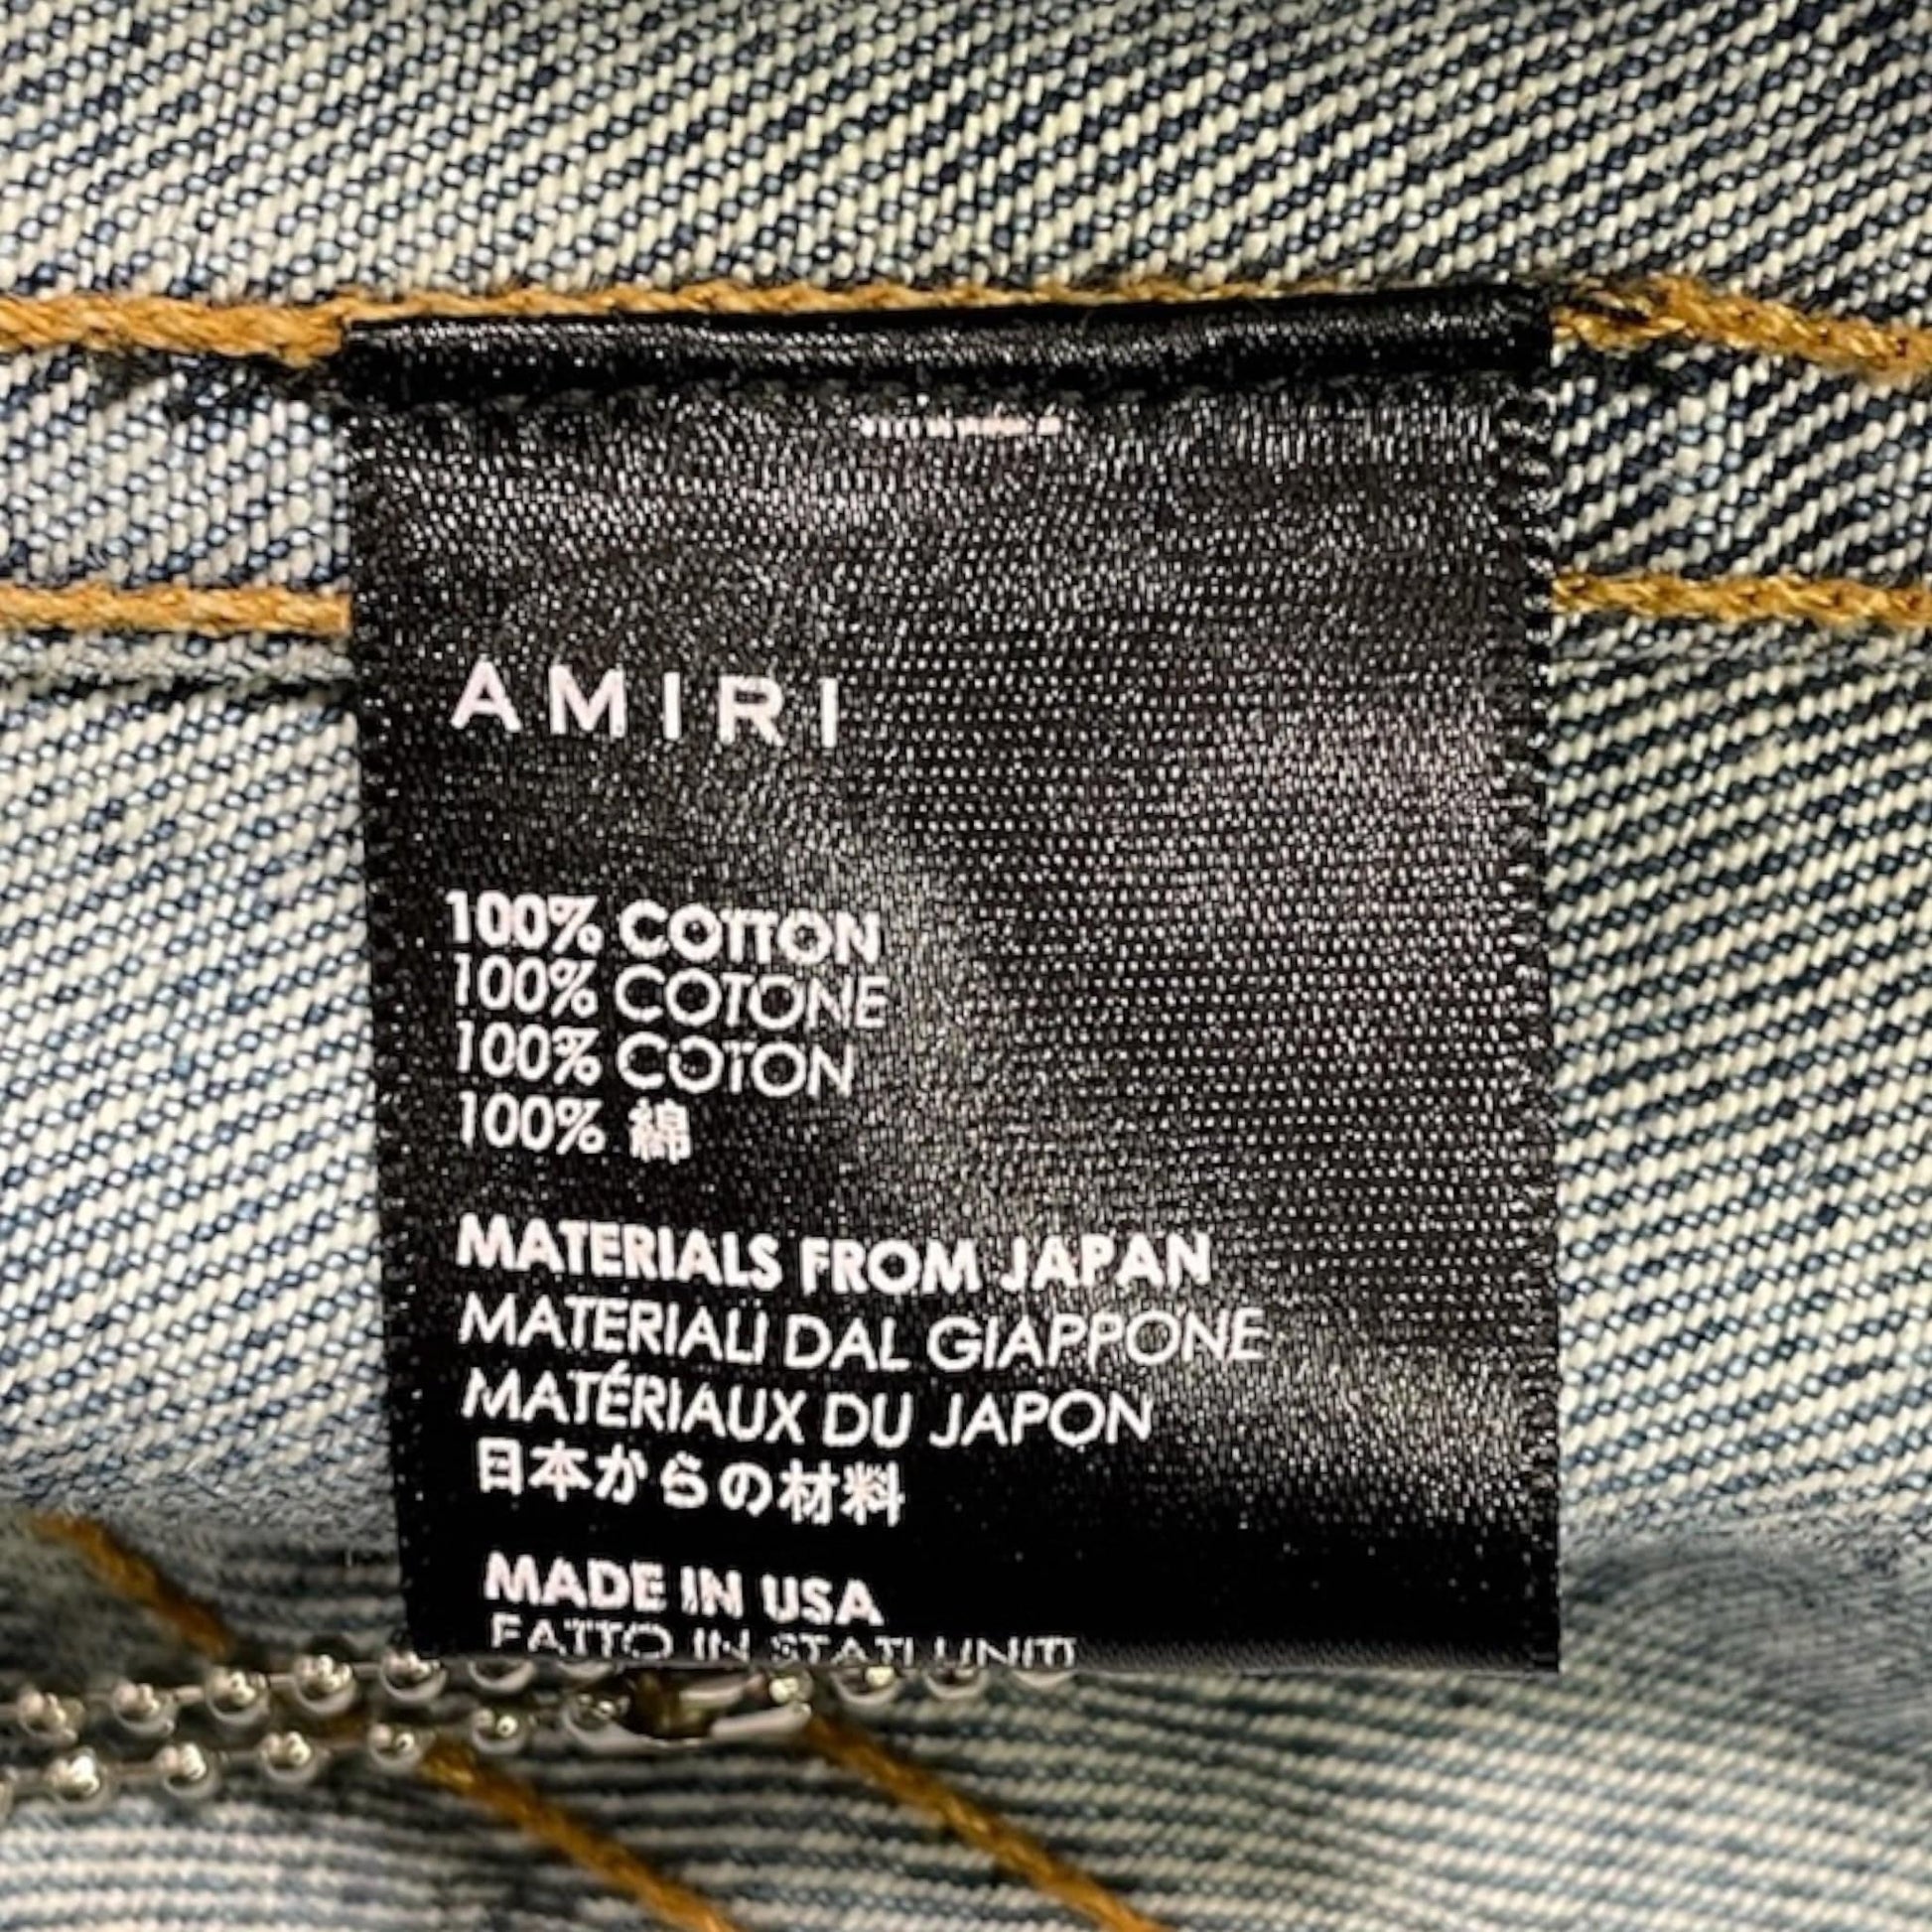 AMIRI
100% COTTON
100% COTONE
100% COTON
100% 綿
MATERIALS FROM JAPAN
MATERIALI DAL GIAPPONE
MATÉRIAUX DU JAPON
日本からの材料
MADE IN USA
FATTO IN STATI UNITI